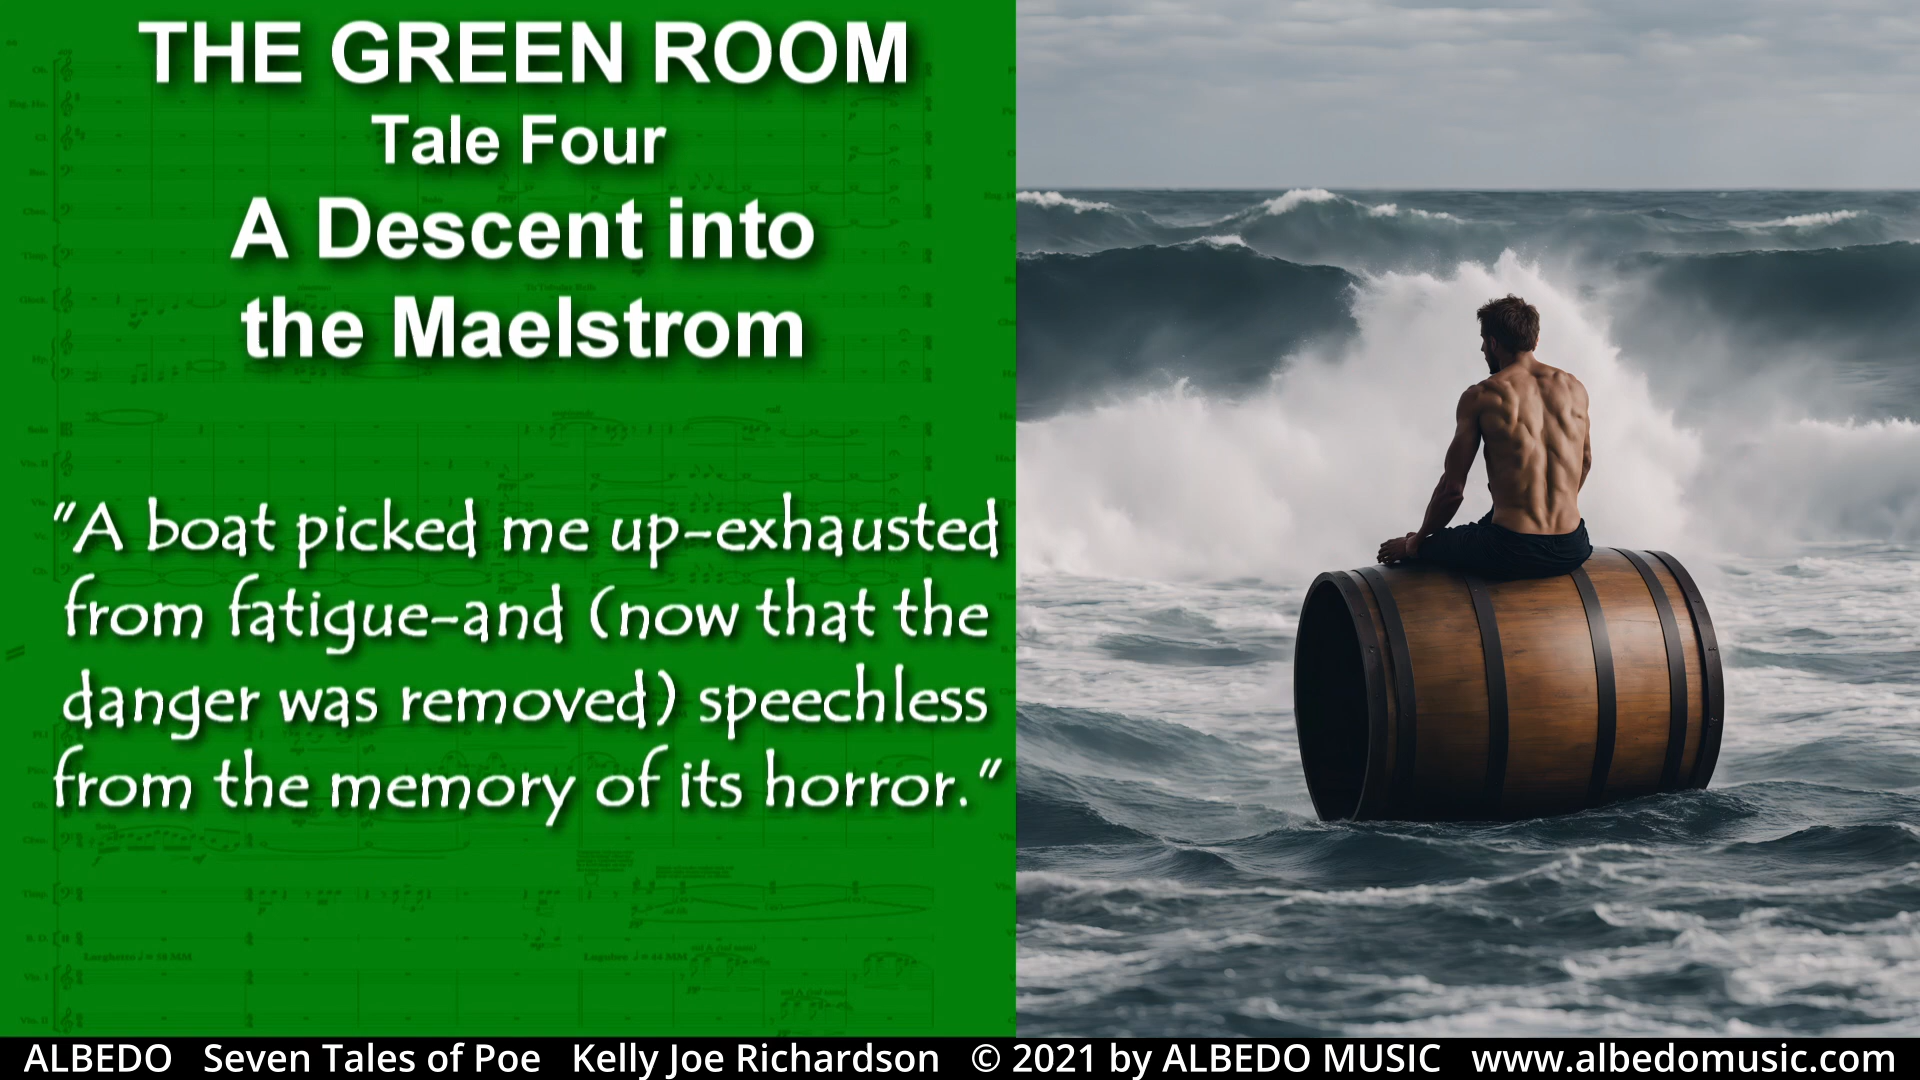 THE GREEN ROOM
Tale Four
A Descent into
the Maelstrom
"A boat picked me up-exhausted
from fatigue-and (now that the
danger was removed) speechless
from the memory of its horror."
ALBEDO Seven Tales of Poe Kelly Joe Richardson © 2021 by ALBEDO MUSIC www.albedomusic.com